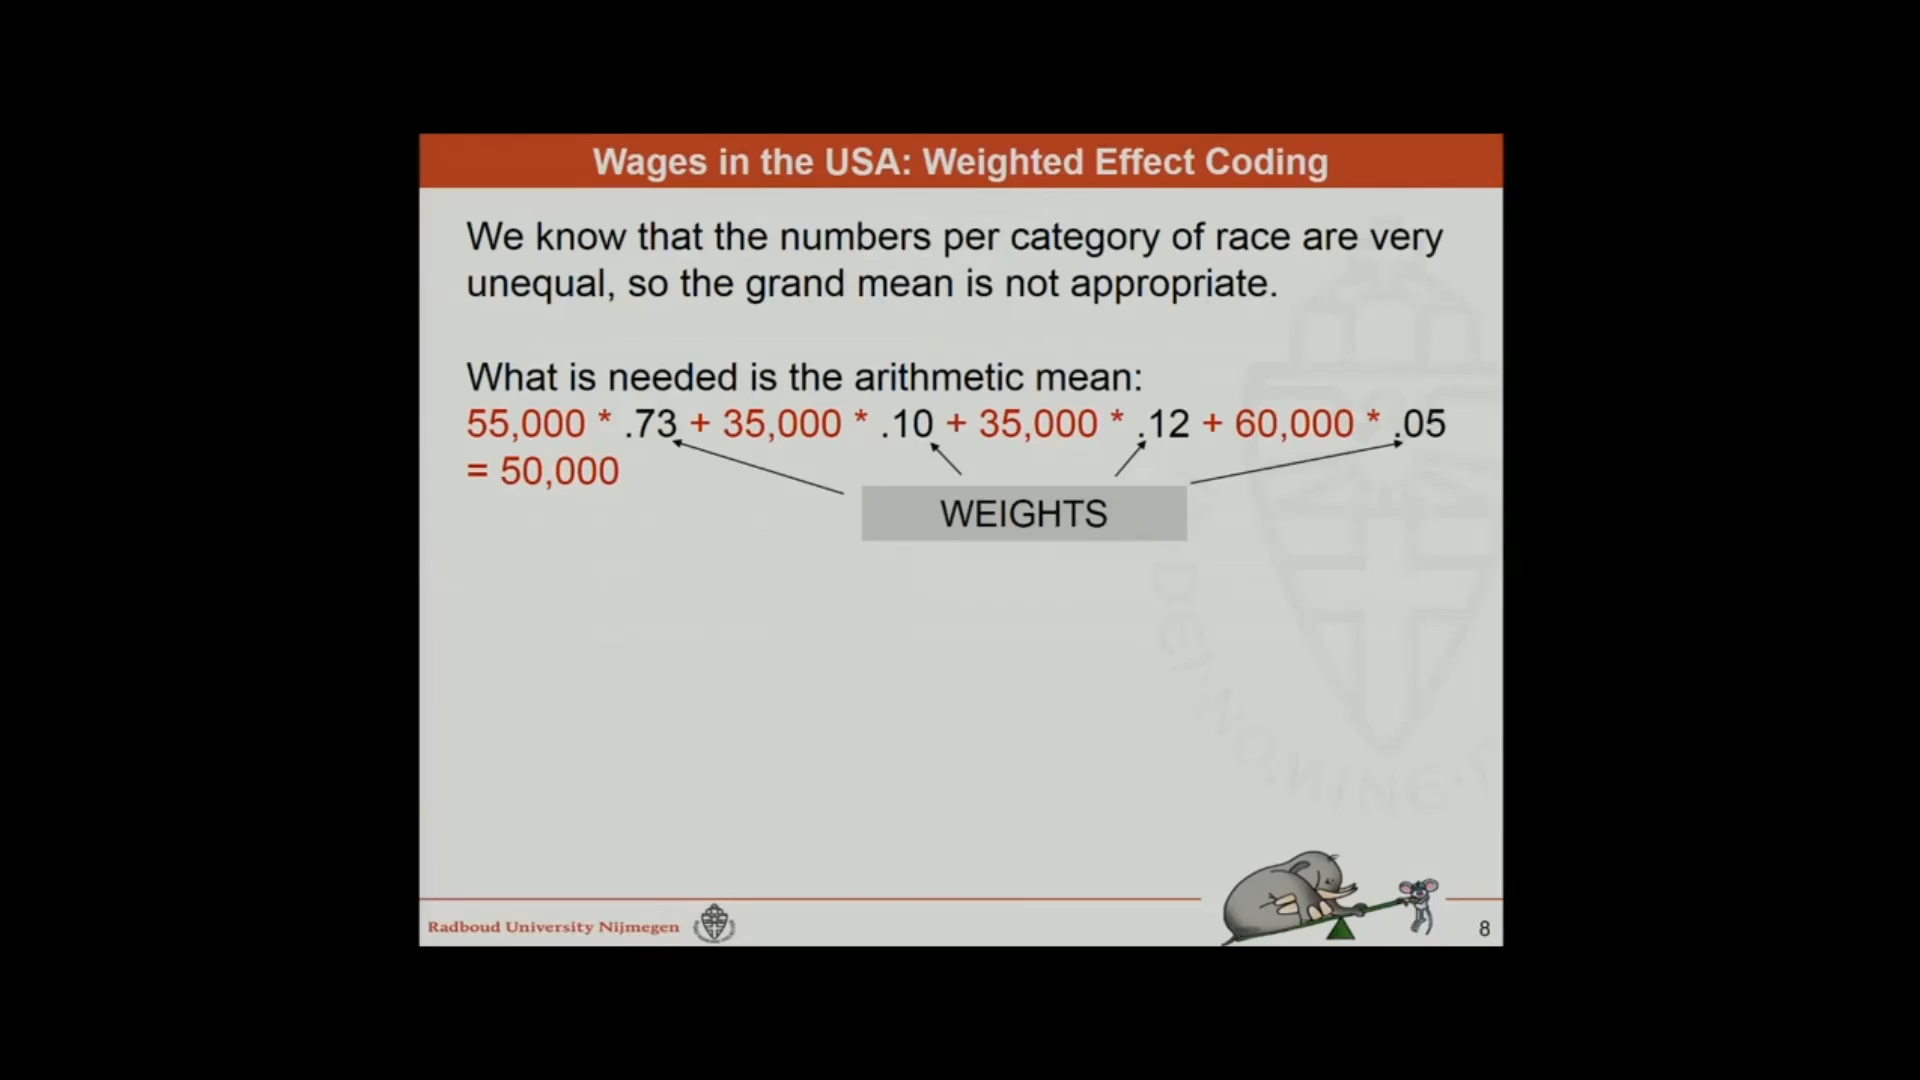 Wages in the USA: Weighted Effect Coding
We know that the numbers per category of race are very
unequal, so the grand mean is not appropriate.
What is needed is the arithmetic mean:
55,000 * .73 + 35,000 * .10 + 35,000 * .12 + 60,000 * .05
= 50,000
WEIGHTS
DEI·NOMINE·
Radboud University Nijmegen
8